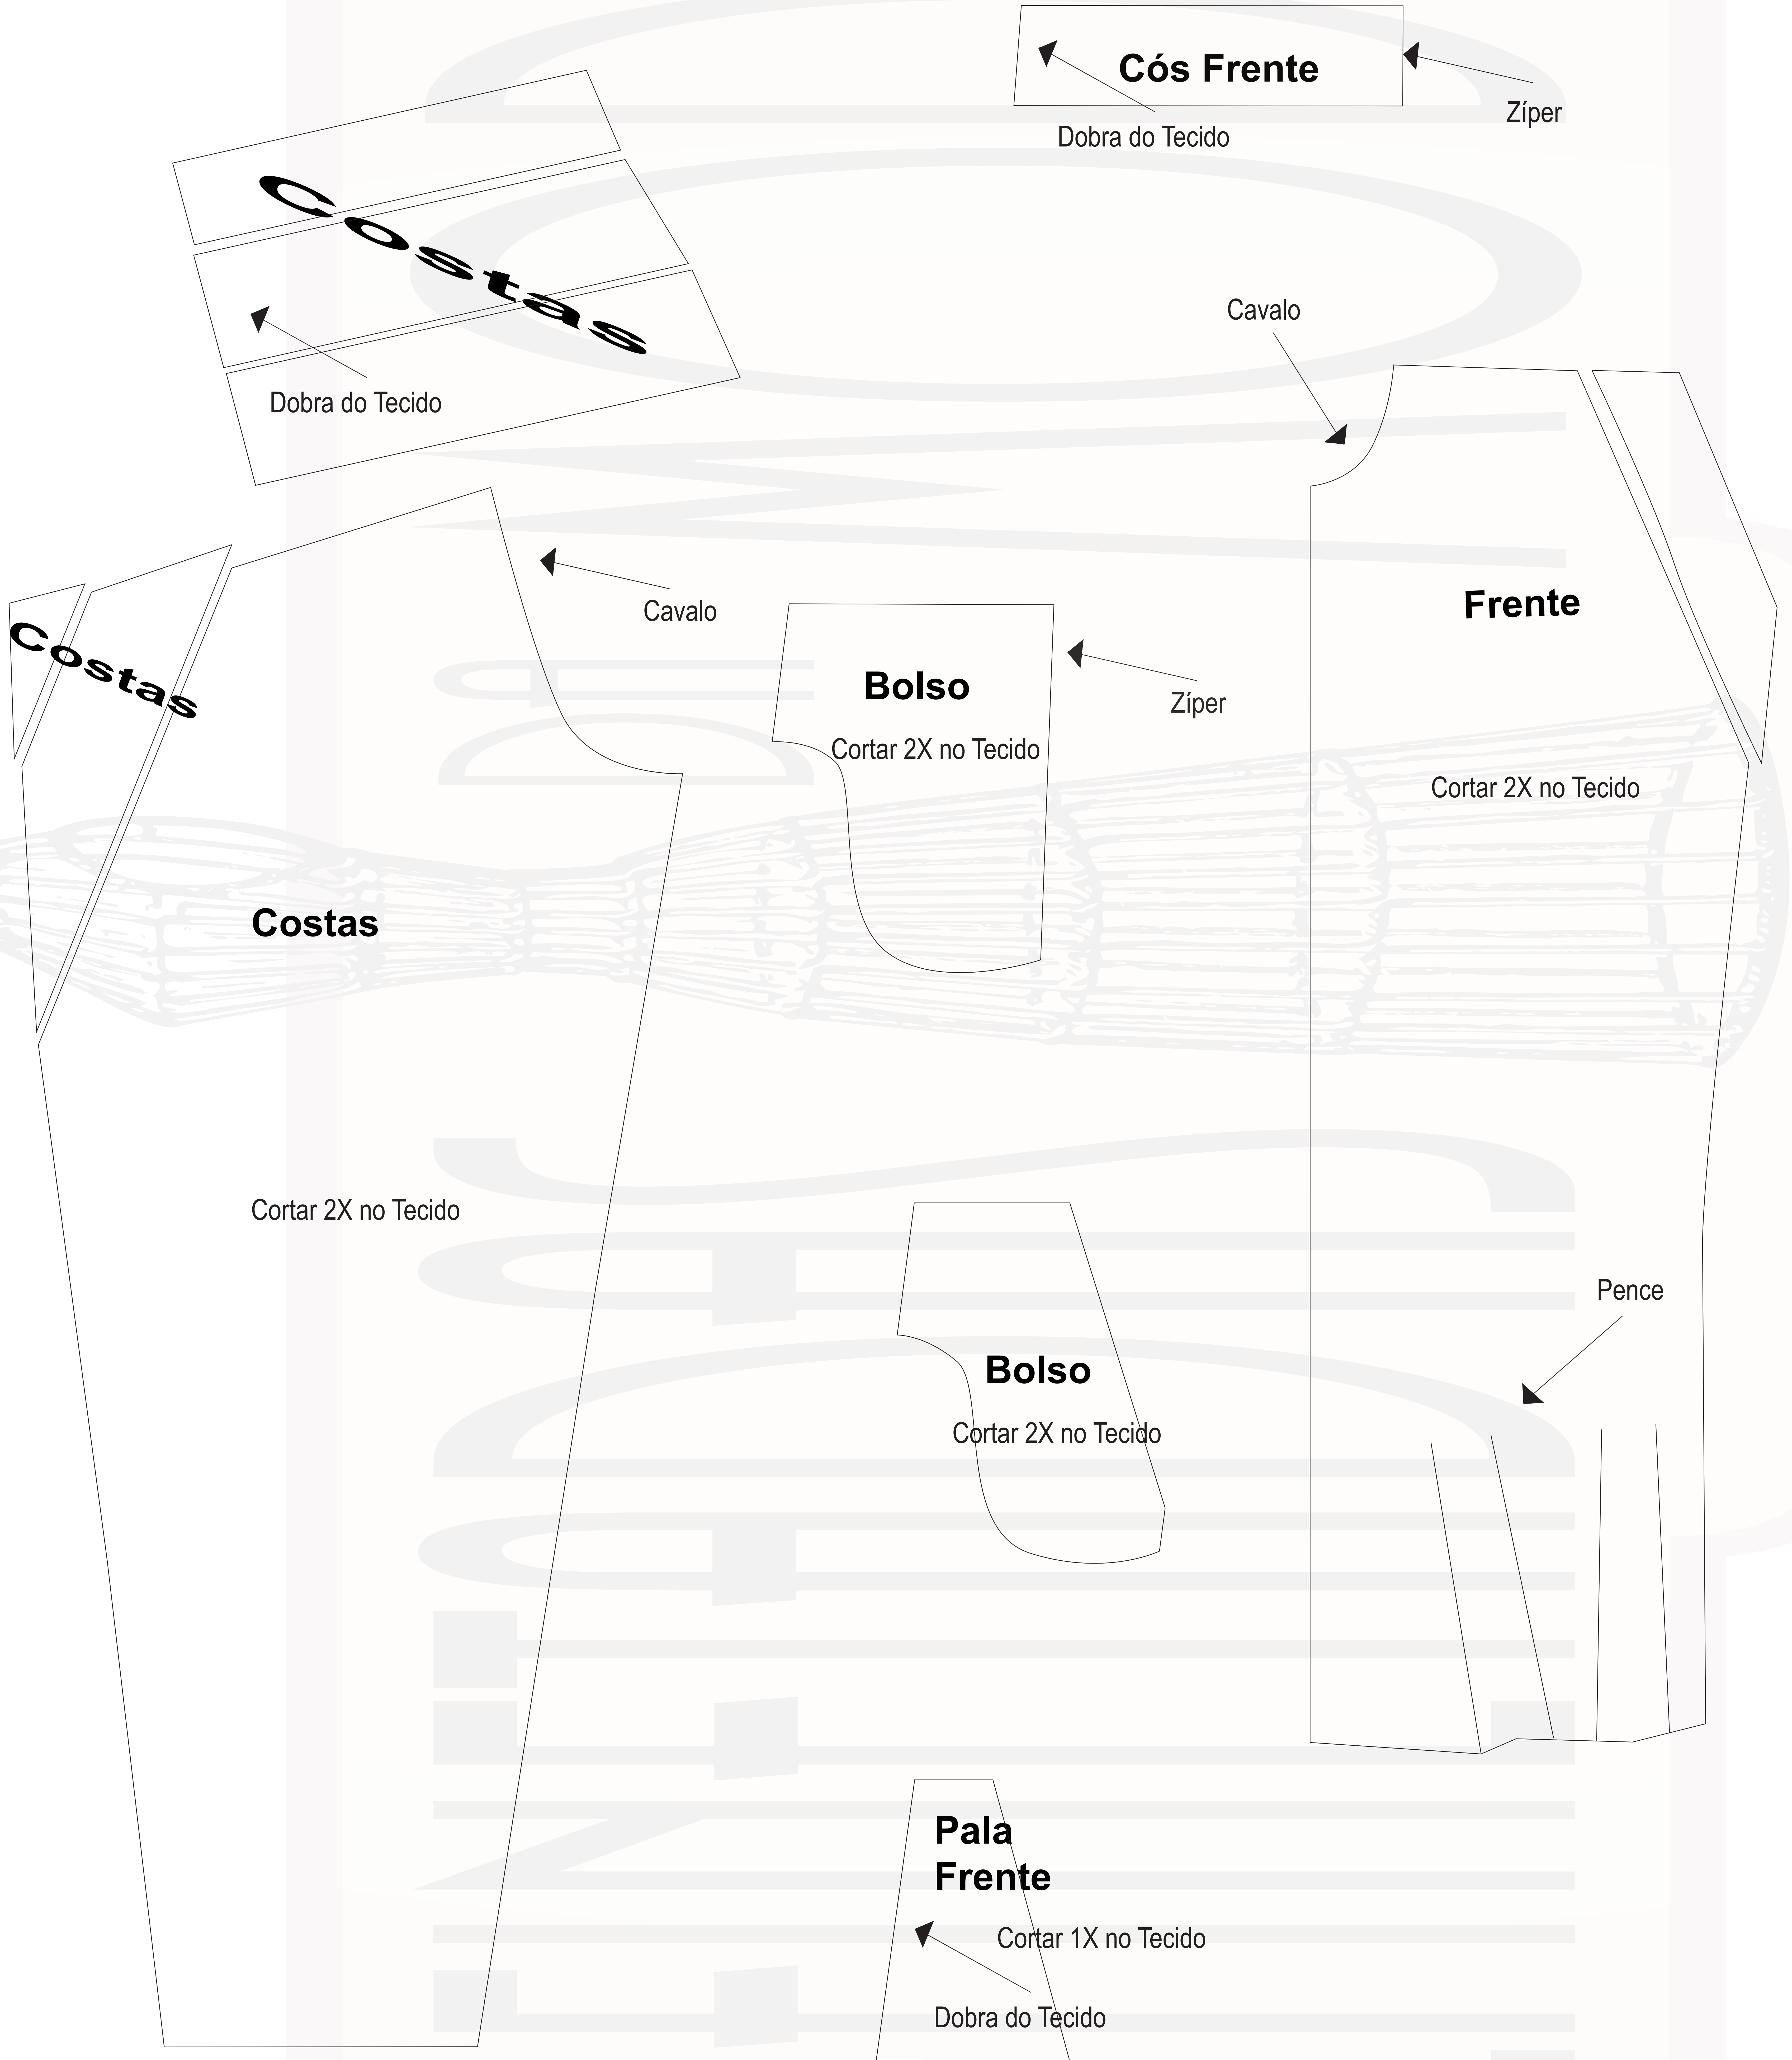 Cós Frente
Zíper
Dobra do Tecido
Costas
Dobra do Tecido
Cavalo
Cavalo
Frente
Costas
Bolso
Zíper
Cortar 2X no Tecido
Cortar 2X no Tecido
Costas
Cortar 2X no Tecido
Pence
Bolso
Cortar 2X no Tecido
Pala
Frente
Cortar 1X no Tecido
Dobra do Tecido